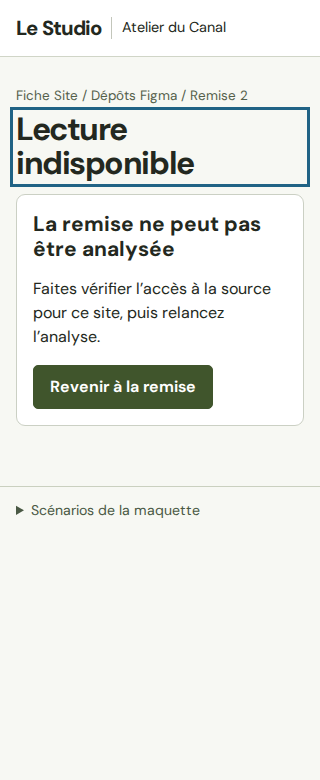 Le Studio
Atelier du Canal
Fiche Site / Dépôts Figma / Remise 2
Lecture
indisponible
La remise ne peut pas
être analysée
Faites vérifier l’accès à la source
pour ce site, puis relancez
l’analyse.
Revenir à la remise
Scénarios de la maquette